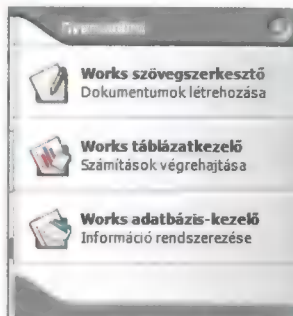 Works szövegszerkesztő
Dokumentumok létrehozása
Works táblázatkezelő
Számítások végrehajtása
Works adatbázis-kezelő
Információ rendszerezése